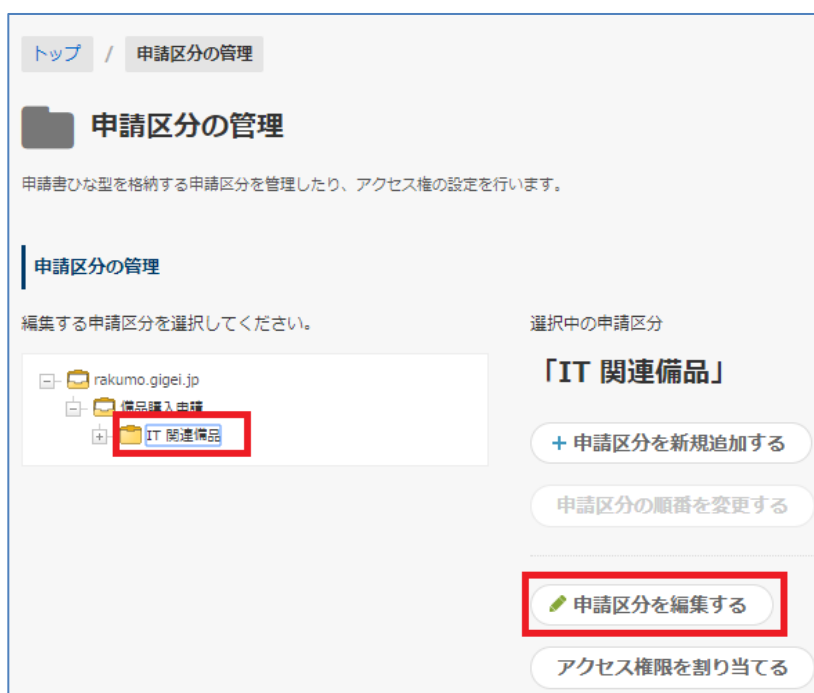 トップ / 申請区分の管理
申請区分の管理
申請書ひな型を格納する申請区分を管理したり、アクセス権の設定を行います。
申請区分の管理
編集する申請区分を選択してください。
rakumo.gigei.jp
備品購入申請
IT 関連備品
選択中の申請区分
「IT 関連備品」
+ 申請区分を新規追加する
申請区分の順番を変更する
申請区分を編集する
アクセス権限を割り当てる